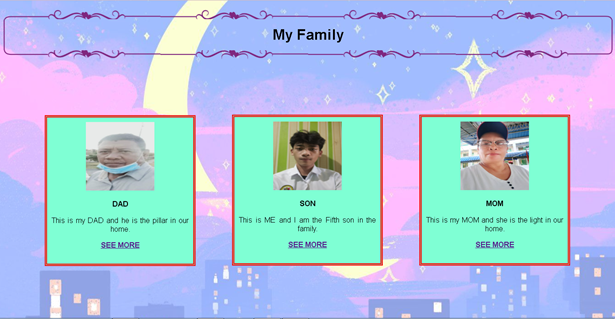 My Family
DAD
This is my DAD and he is the pillar in our
home.
SEE MORE
SON
This is ME and I am the Fifth son in the
family.
SEE MORE
MOM
This is my MOM and she is the light in our
home.
SEE MORE